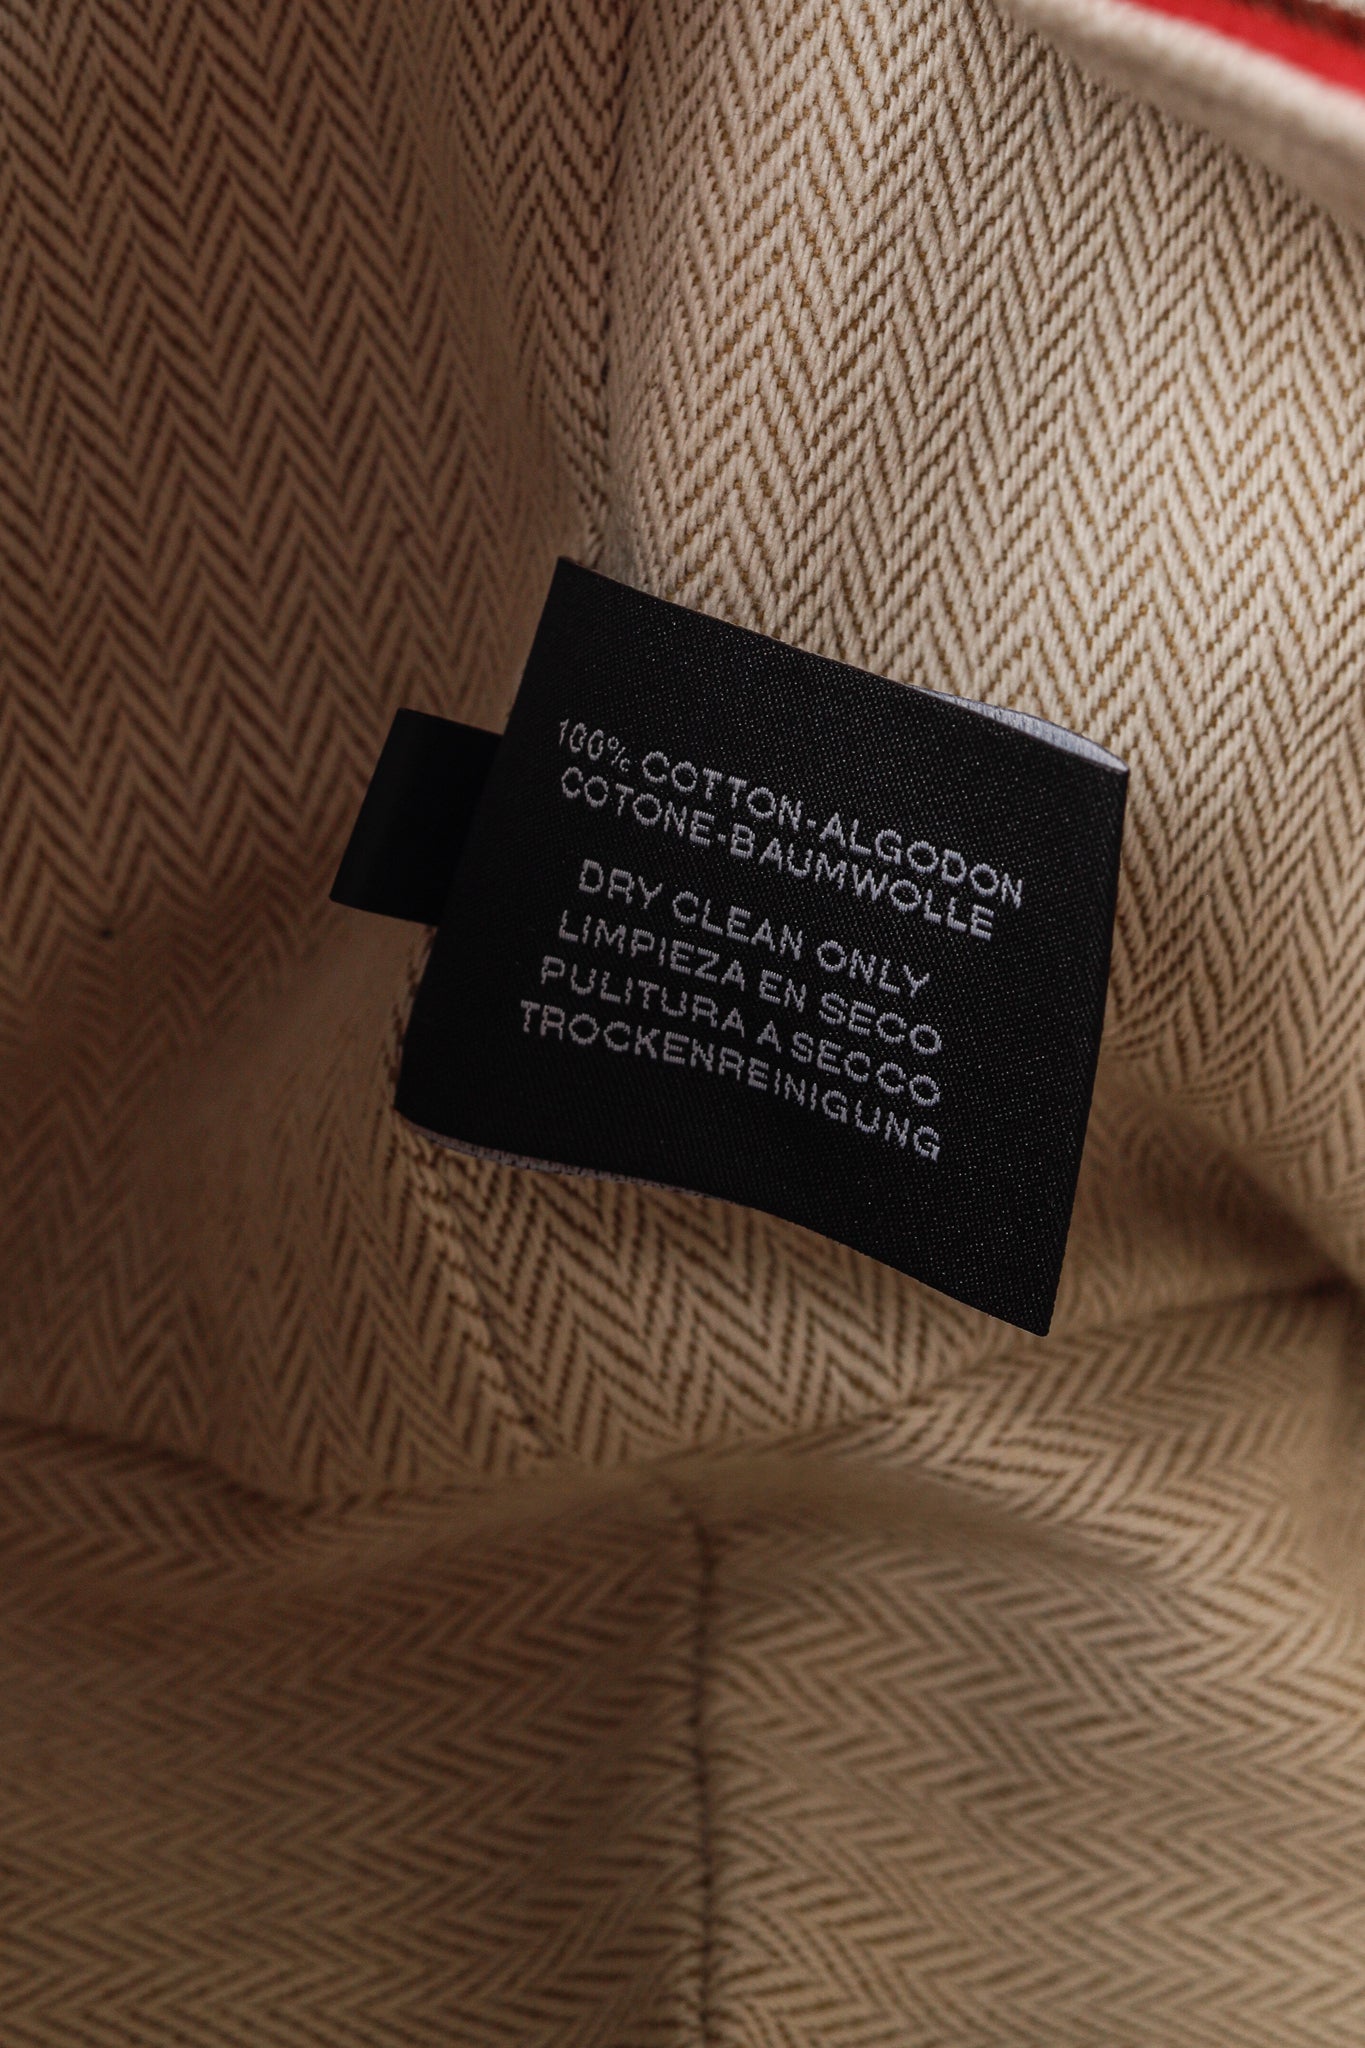 100% COTTON-ALGODON
COTONE-BAUMWOLLE
DRY CLEAN ONLY
LIMPIEZA EN SECO
PULITURA A SECCO
TROCKENREINIGUNG